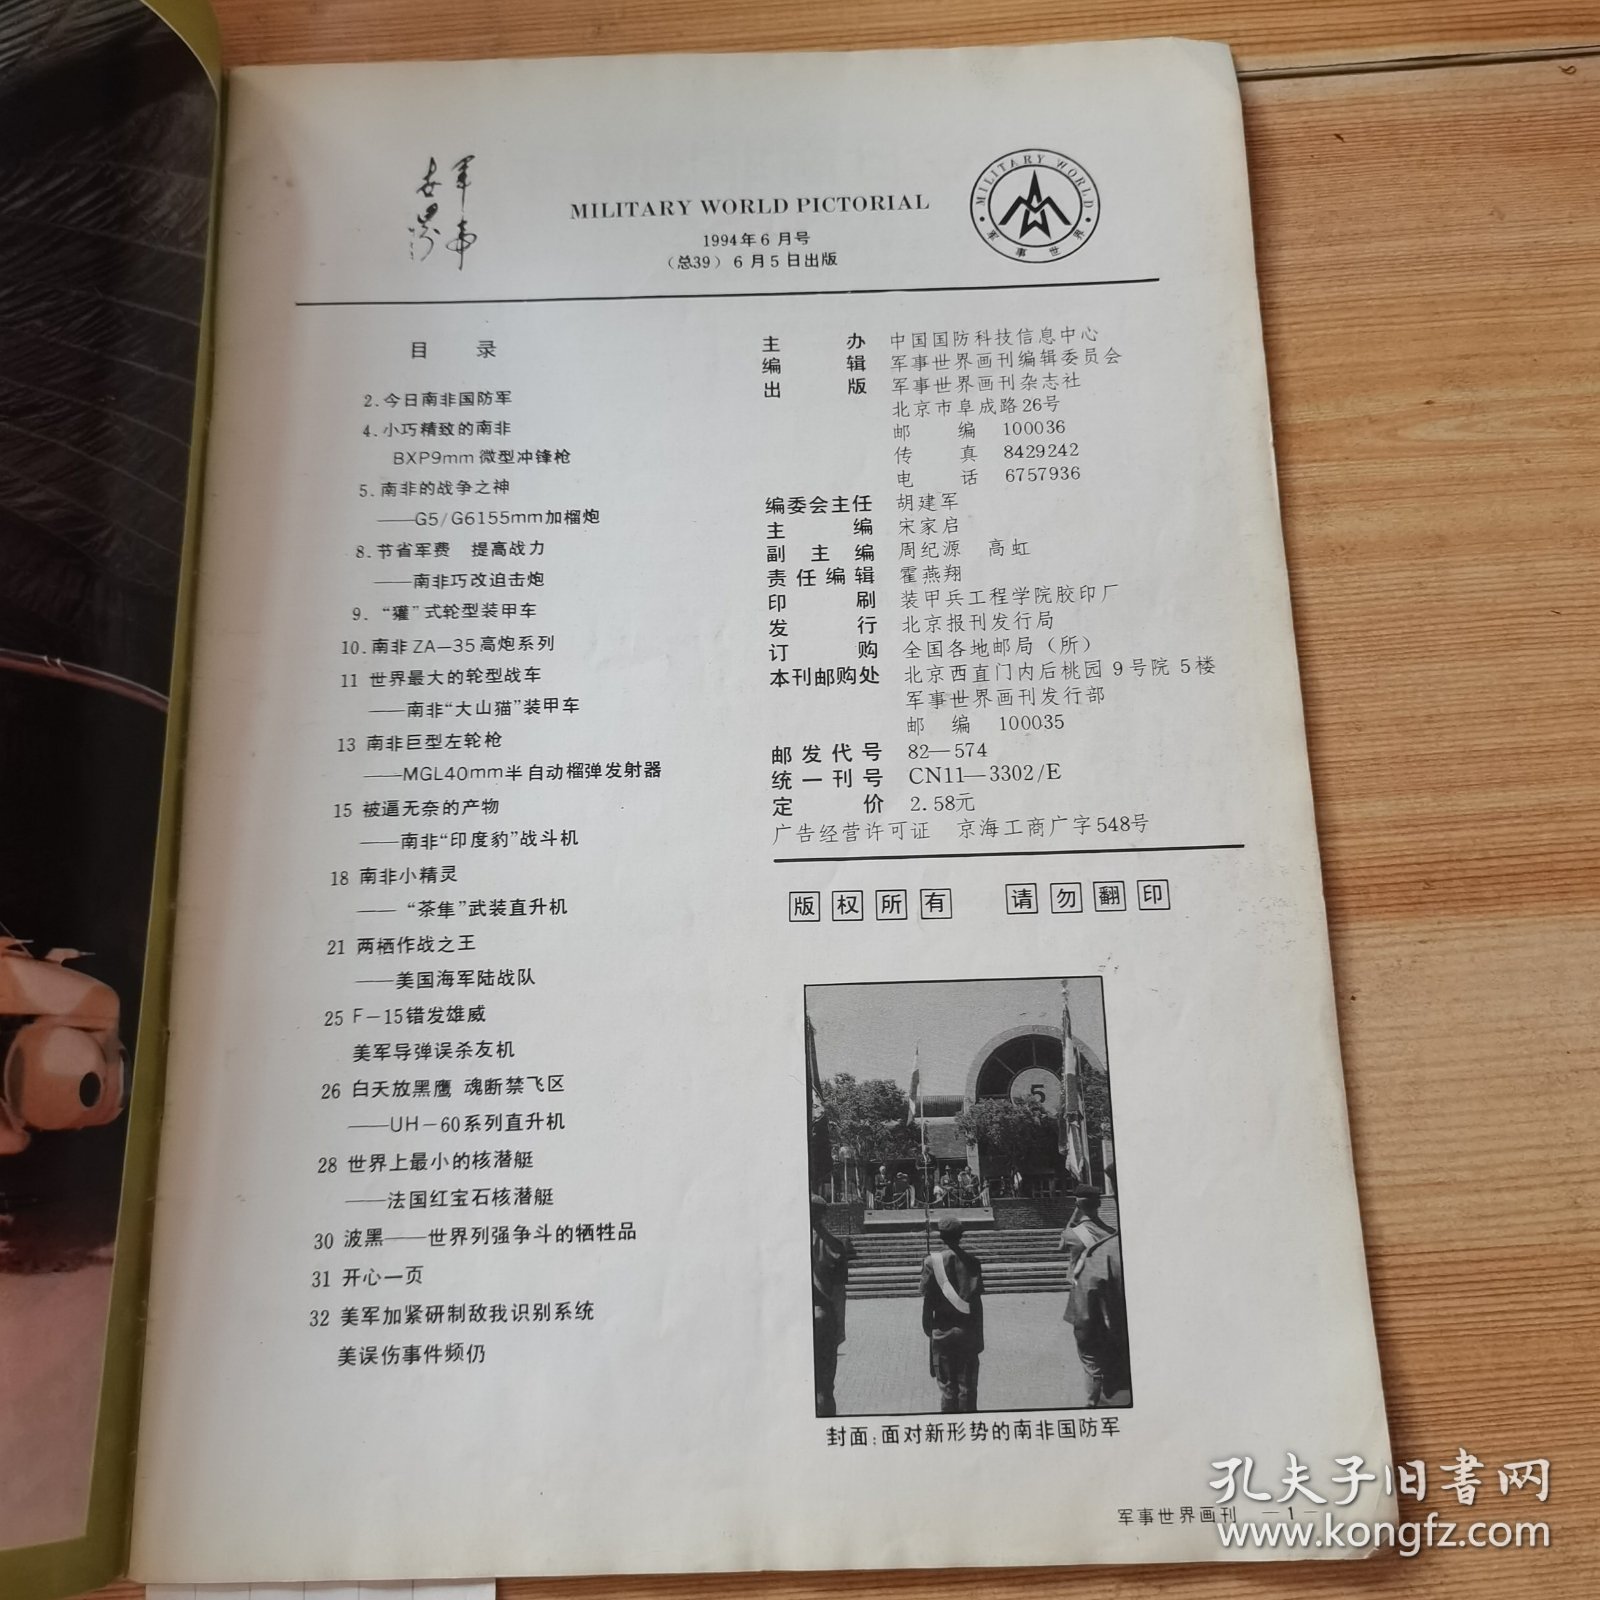 军事世界
MILITARY WORLD PICTORIAL
1994年6月号
（总39）6月5日出版
MILITARY WORLD
军事世界
目 录
2.今日南非国防军
4.小巧精致的南非
BXP9mm微型冲锋枪
5.南非的战争之神
——G5/G6155mm加榴炮
8.节省军费 提高战力
——南非巧改迫击炮
9.“獾”式轮型装甲车
10.南非ZA—35高炮系列
11 世界最大的轮型战车
——南非“大山猫”装甲车
13 南非巨型左轮枪
——MGL40mm半自动榴弹发射器
15 被逼无奈的产物
——南非“印度豹”战斗机
18 南非小精灵
——“茶隼”武装直升机
21 两栖作战之王
——美国海军陆战队
25 F—15错发雄威
美军导弹误杀友机
26 白天放黑鹰 魂断禁飞区
——UH—60系列直升机
28 世界上最小的核潜艇
——法国红宝石核潜艇
30 波黑——世界列强争斗的牺牲品
31 开心一页
32 美军加紧研制敌我识别系统
美误伤事件频仍
主 办 中国国防科技信息中心
编 辑 军事世界画刊编辑委员会
出 版 军事世界画刊杂志社
北京市阜成路26号
邮 编 100036
传 真 8429242
电 话 6757936
编委会主任 胡建军
主 编 宋家启
副 主 编 周纪源 高虹
责任编辑 霍燕翔
印 刷 装甲兵工程学院胶印厂
发 行 北京报刊发行局
订 购 全国各地邮局（所）
本刊邮购处 北京西直门内后桃园9号院5楼
军事世界画刊发行部
邮 编 100035
邮发代号 82—574
统一刊号 CN11—3302/E
定 价 2.58元
广告经营许可证 京海工商广字548号
版权所有 请勿翻印
5
封面：面对新形势的南非国防军
军事世界画刊 —1—
孔夫子旧书网
www.kongfz.com